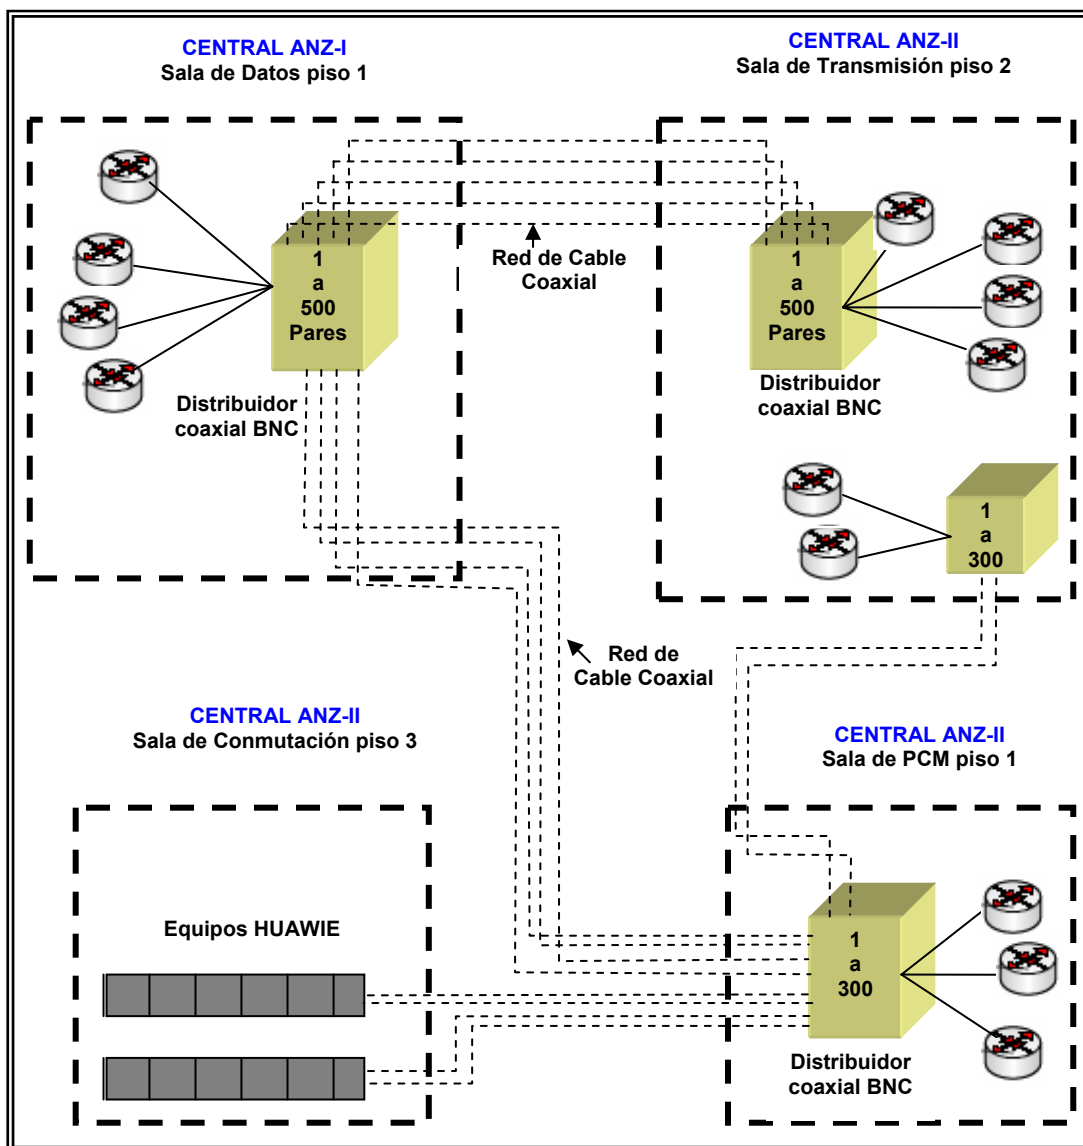 CENTRAL ANZ-I
Sala de Datos piso 1
CENTRAL ANZ-II
Sala de Transmisión piso 2
1
a
500
Pares
Distribuidor
coaxial BNC
Red de Cable
Coaxial
1
a
500
Pares
Distribuidor
coaxial BNC
1
a
300
Red de
Cable Coaxial
CENTRAL ANZ-II
Sala de Conmutación piso 3
CENTRAL ANZ-II
Sala de PCM piso 1
Equipos HUAWIE
1
a
300
Distribuidor
coaxial BNC